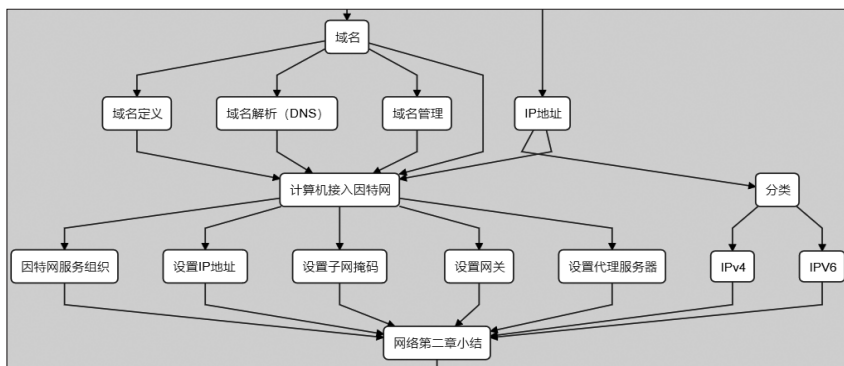 域名
域名定义
域名解析（DNS）
域名管理
IP地址
计算机接入因特网
分类
因特网服务组织
设置IP地址
设置子网掩码
设置网关
设置代理服务器
IPv4
IPV6
网络第二章小结